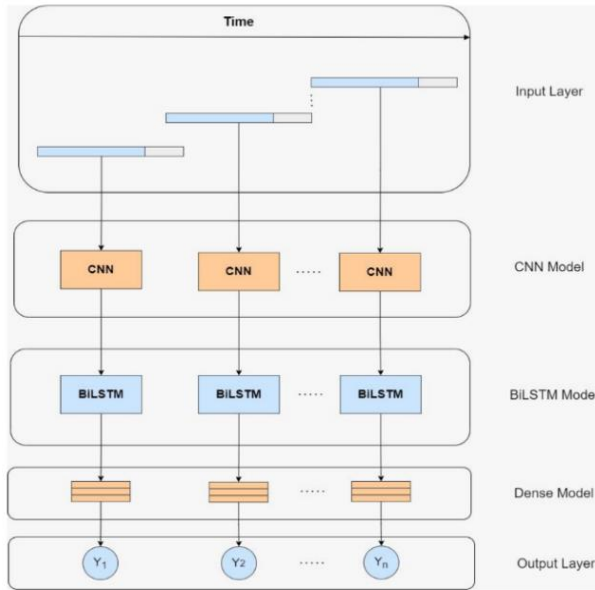 Time
Input Layer
CNN
CNN
.....
CNN
CNN Model
BiLSTM
BiLSTM
.....
BiLSTM
BiLSTM Mode
.....
Dense Model
Y1
Y2
.....
Yn
Output Layer